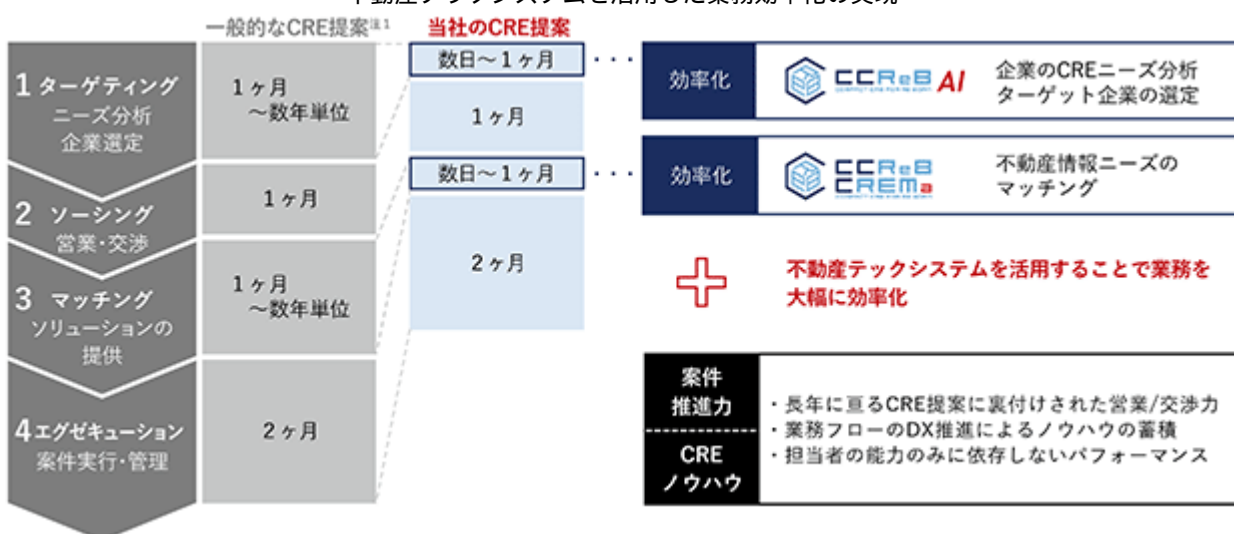 一般的なCRE提案注1
当社のCRE提案
1 ターゲティング
ニーズ分析
企業選定
1ヶ月
〜数年単位
数日〜1ヶ月
・・・
効率化
CCReB AI
企業のCREニーズ分析
ターゲット企業の選定
1ヶ月
2 ソーシング
営業・交渉
1ヶ月
数日〜1ヶ月
・・・
効率化
CCReB
CREMa
不動産情報ニーズの
マッチング
3 マッチング
ソリューションの
提供
1ヶ月
〜数年単位
2ヶ月
不動産テックシステムを活用することで業務を
大幅に効率化
4 エグゼキューション
案件実行・管理
2ヶ月
案件
推進力
CRE
ノウハウ
・長年に亘るCRE提案に裏付けされた営業/交渉力
・業務フローのDX推進によるノウハウの蓄積
・担当者の能力のみに依存しないパフォーマンス